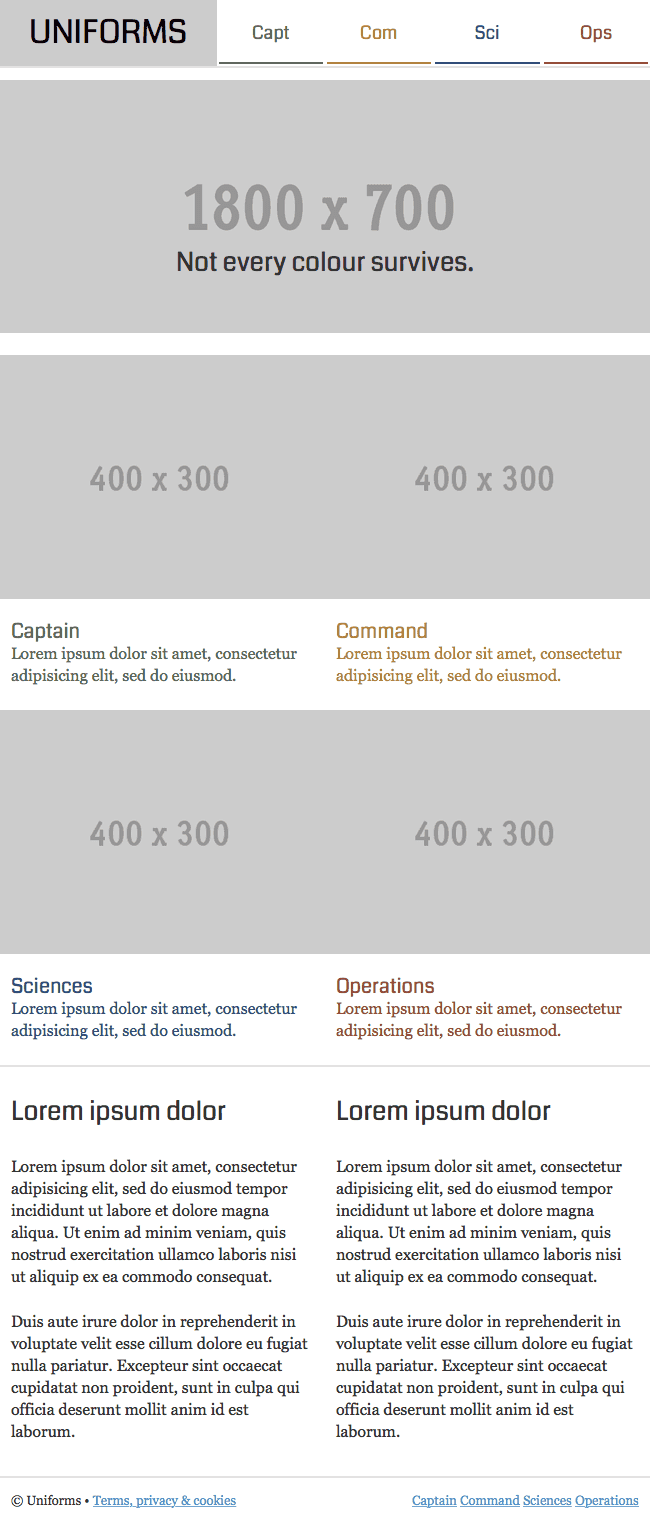 UNIFORMS
Capt
Com
Sci
Ops
1800 x 700
Not every colour survives.
400 x 300
400 x 300
Captain
Lorem ipsum dolor sit amet, consectetur
adipisicing elit, sed do eiusmod.
Command
Lorem ipsum dolor sit amet, consectetur
adipisicing elit, sed do eiusmod.
400 x 300
400 x 300
Sciences
Lorem ipsum dolor sit amet, consectetur
adipisicing elit, sed do eiusmod.
Operations
Lorem ipsum dolor sit amet, consectetur
adipisicing elit, sed do eiusmod.
Lorem ipsum dolor
Lorem ipsum dolor sit amet, consectetur
adipisicing elit, sed do eiusmod tempor
incididunt ut labore et dolore magna
aliqua. Ut enim ad minim veniam, quis
nostrud exercitation ullamco laboris nisi
ut aliquip ex ea commodo consequat.
Duis aute irure dolor in reprehenderit in
voluptate velit esse cillum dolore eu fugiat
nulla pariatur. Excepteur sint occaecat
cupidatat non proident, sunt in culpa qui
officia deserunt mollit anim id est
laborum.
Lorem ipsum dolor
Lorem ipsum dolor sit amet, consectetur
adipisicing elit, sed do eiusmod tempor
incididunt ut labore et dolore magna
aliqua. Ut enim ad minim veniam, quis
nostrud exercitation ullamco laboris nisi
ut aliquip ex ea commodo consequat.
Duis aute irure dolor in reprehenderit in
voluptate velit esse cillum dolore eu fugiat
nulla pariatur. Excepteur sint occaecat
cupidatat non proident, sunt in culpa qui
officia deserunt mollit anim id est
laborum.
© Uniforms • Terms, privacy & cookies
Captain Command Sciences Operations